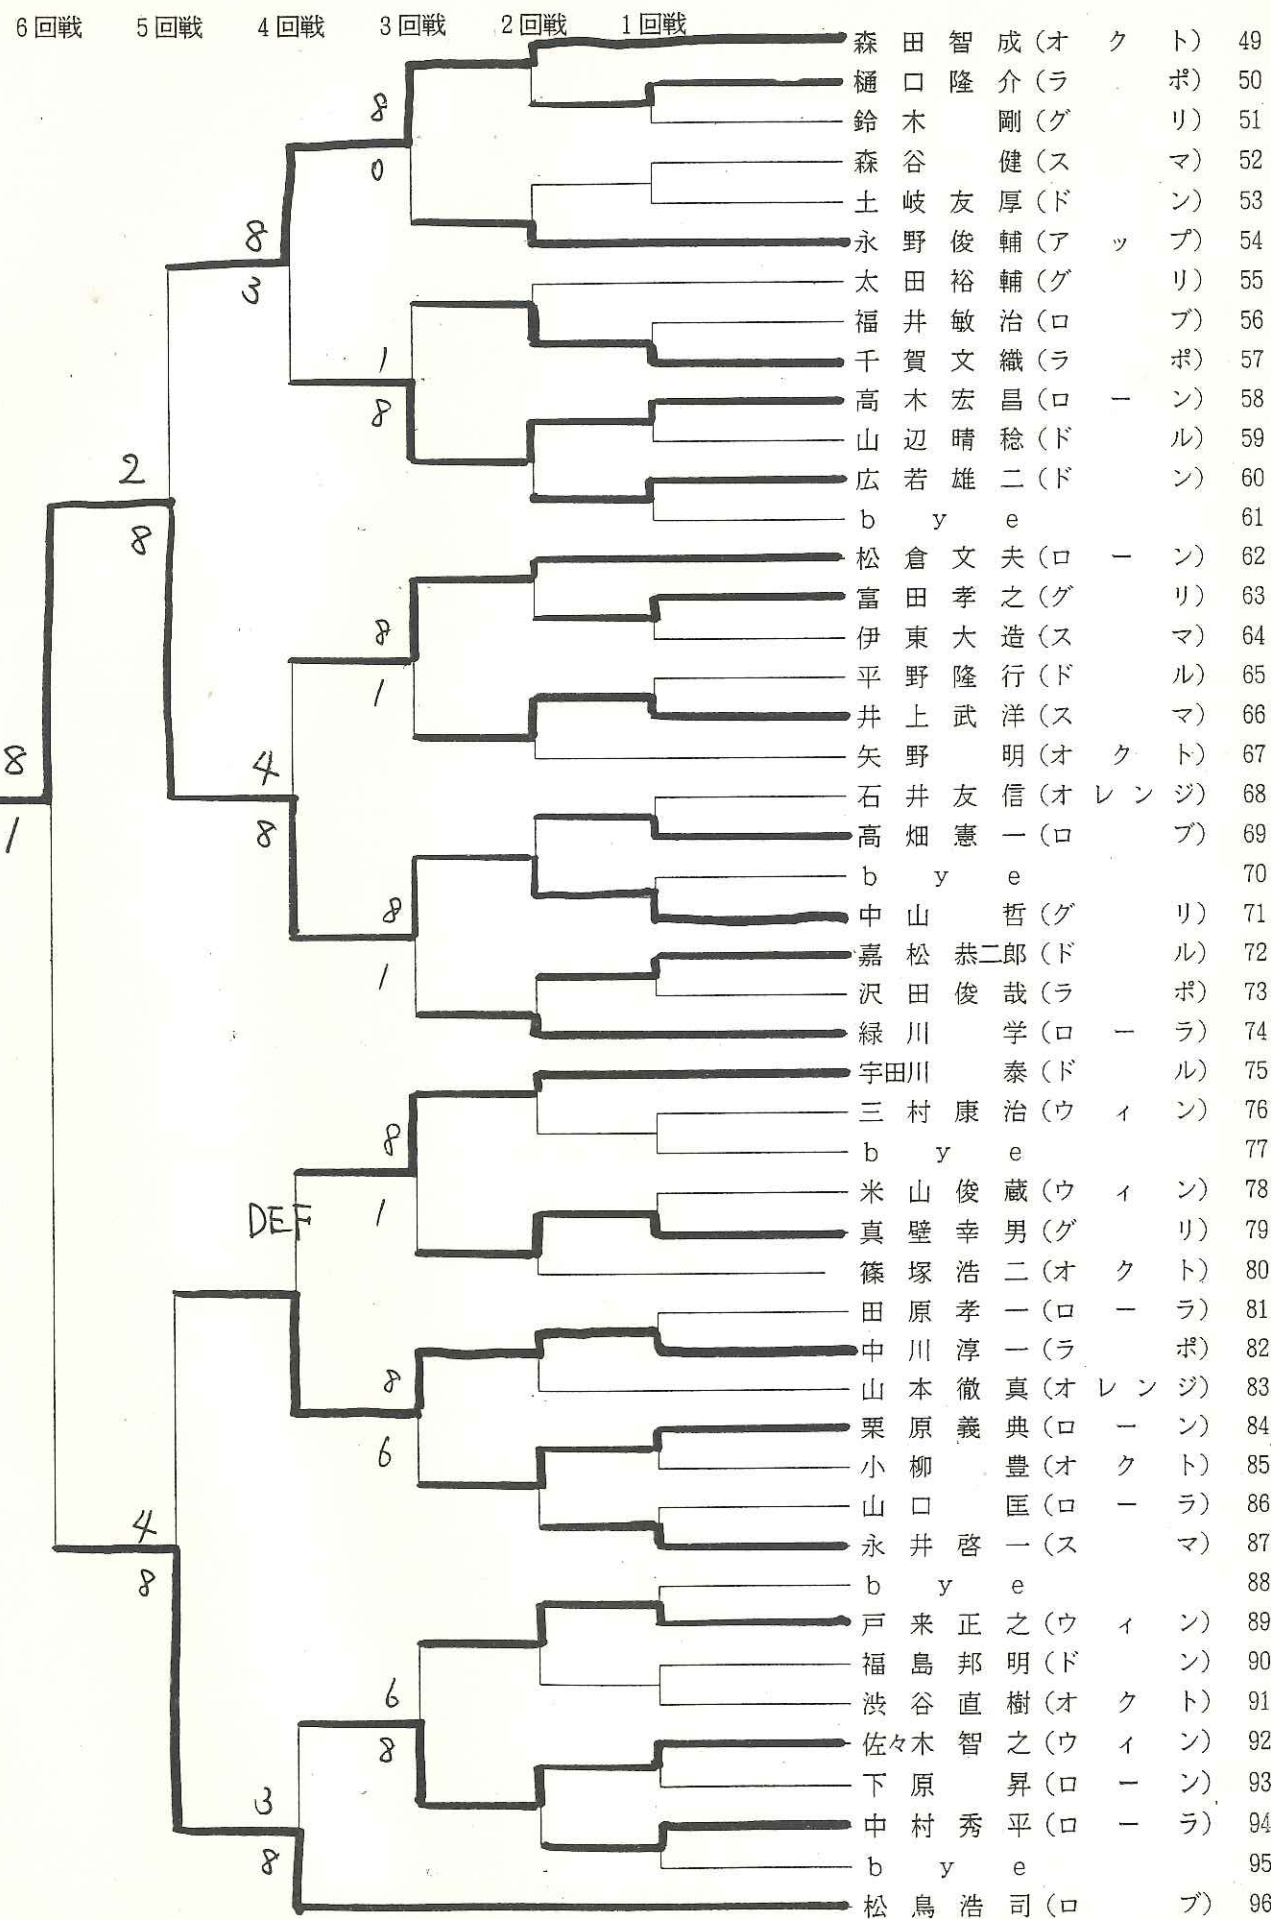 6回戦 5回戦 4回戦 3回戦 2回戦 1回戦
森田智成(オクト) 49
樋口隆介(ラポ) 50
8
鈴木剛(グリ) 51
0
森谷健(スマ) 52
土岐友厚(ドン) 53
8
永野俊輔(アップ) 54
3
太田裕輔(グリ) 55
福井敏治(ロブ) 56
1
千賀文織(ラポ) 57
8
高木宏昌(ローン) 58
山辺晴稔(ドル) 59
2
広若雄二(ドン) 60
8
bye 61
松倉文夫(ローン) 62
富田孝之(グリ) 63
8
伊東大造(スマ) 64
平野隆行(ドル) 65
1
井上武洋(スマ) 66
8
4
矢野明(オクト) 67
石井友信(オレンジ) 68
1
8
高畑憲一(ロブ) 69
bye 70
8
中山哲(グリ) 71
嘉松恭二郎(ドル) 72
1
沢田俊哉(ラポ) 73
緑川学(ローラ) 74
宇田川泰(ドル) 75
三村康治(ウィン) 76
8
bye 77
米山俊蔵(ウィン) 78
DEF
1
真壁幸男(グリ) 79
篠塚浩二(オクト) 80
田原孝一(ローラ) 81
中川淳一(ラポ) 82
8
山本徹真(オレンジ) 83
栗原義典(ローン) 84
6
小柳豊(オクト) 85
山口匡(ローラ) 86
4
永井啓一(スマ) 87
8
bye 88
戸来正之(ウィン) 89
福島邦明(ドン) 90
6
渋谷直樹(オクト) 91
8
佐々木智之(ウィン) 92
下原昇(ローン) 93
3
中村秀平(ローラ) 94
8
bye 95
松鳥浩司(ロブ) 96